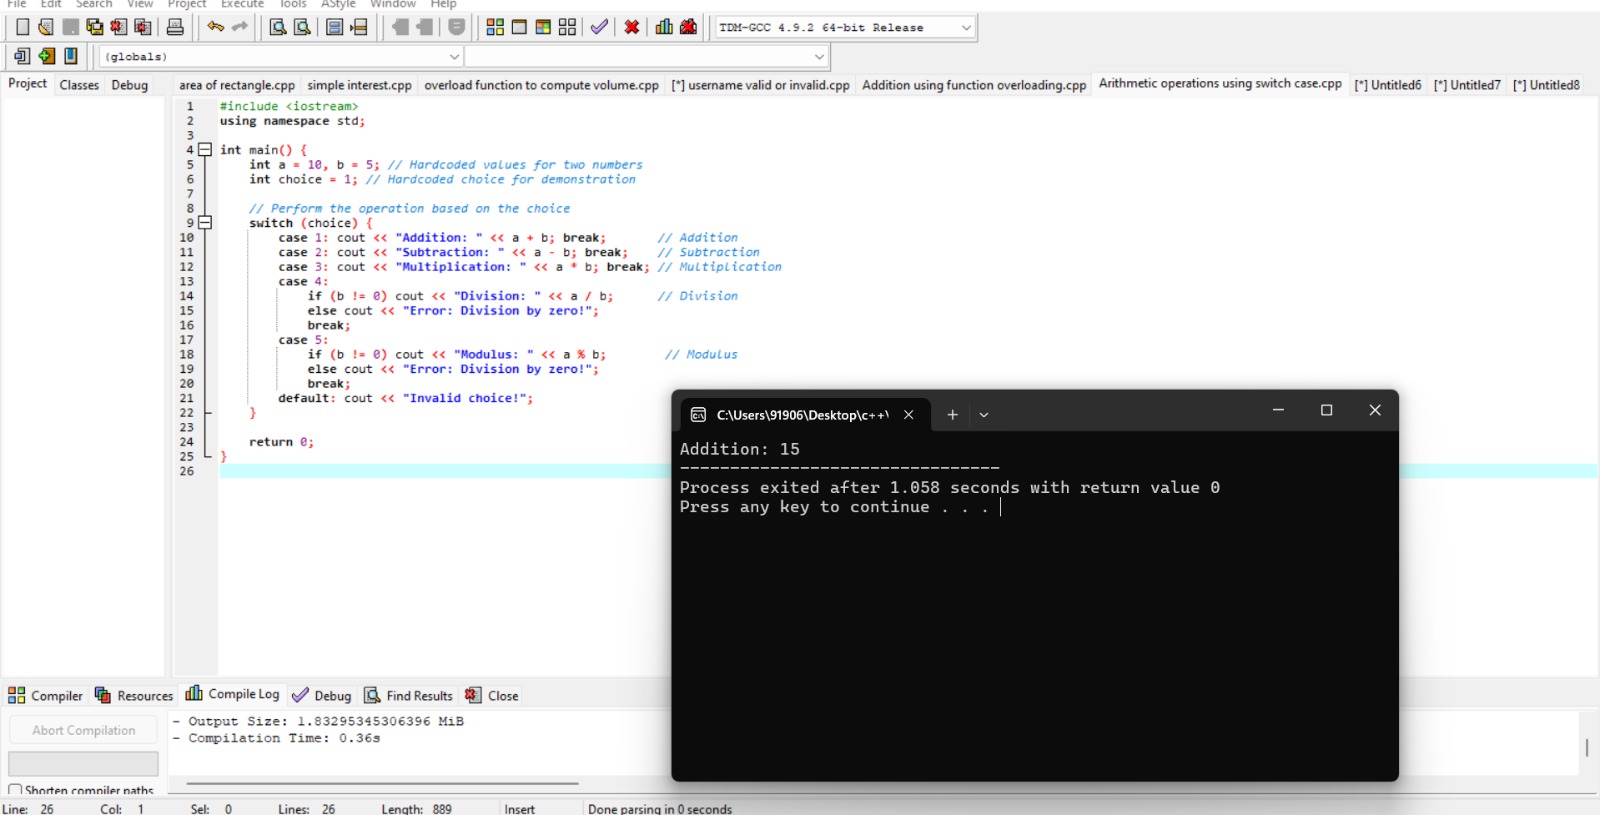 File Edit Search View Project Execute Tools AStyle Window Help
TDM-GCC 4.9.2 64-bit Release
(globals)
Project Classes Debug
area of rectangle.cpp simple interest.cpp overload function to compute volume.cpp [*] username valid or invalid.cpp Addition using function overloading.cpp Arithmetic operations using switch case.cpp [*] Untitled6 [*] Untitled7 [*] Untitled8
1 #include <iostream>
2 using namespace std;
3
4 int main() {
5 int a = 10, b = 5; // Hardcoded values for two numbers
6 int choice = 1; // Hardcoded choice for demonstration
7
8 // Perform the operation based on the choice
9 switch (choice) {
10 case 1: cout << "Addition: " << a + b; break; // Addition
11 case 2: cout << "Subtraction: " << a - b; break; // Subtraction
12 case 3: cout << "Multiplication: " << a * b; break; // Multiplication
13 case 4:
14 if (b != 0) cout << "Division: " << a / b; // Division
15 else cout << "Error: Division by zero!";
16 break;
17 case 5:
18 if (b != 0) cout << "Modulus: " << a % b; // Modulus
19 else cout << "Error: Division by zero!";
20 break;
21 default: cout << "Invalid choice!";
22 }
23
24 return 0;
25 }
26
C:\Users\91906\Desktop\c++\
Addition: 15
--------------------------------
Process exited after 1.058 seconds with return value 0
Press any key to continue . . .
Compiler Resources Compile Log Debug Find Results Close
Abort Compilation
Shorten compiler paths
- Output Size: 1.83295345306396 MiB
- Compilation Time: 0.36s
Line: 26 Col: 1 Sel: 0 Lines: 26 Length: 889 Insert Done parsing in 0 seconds